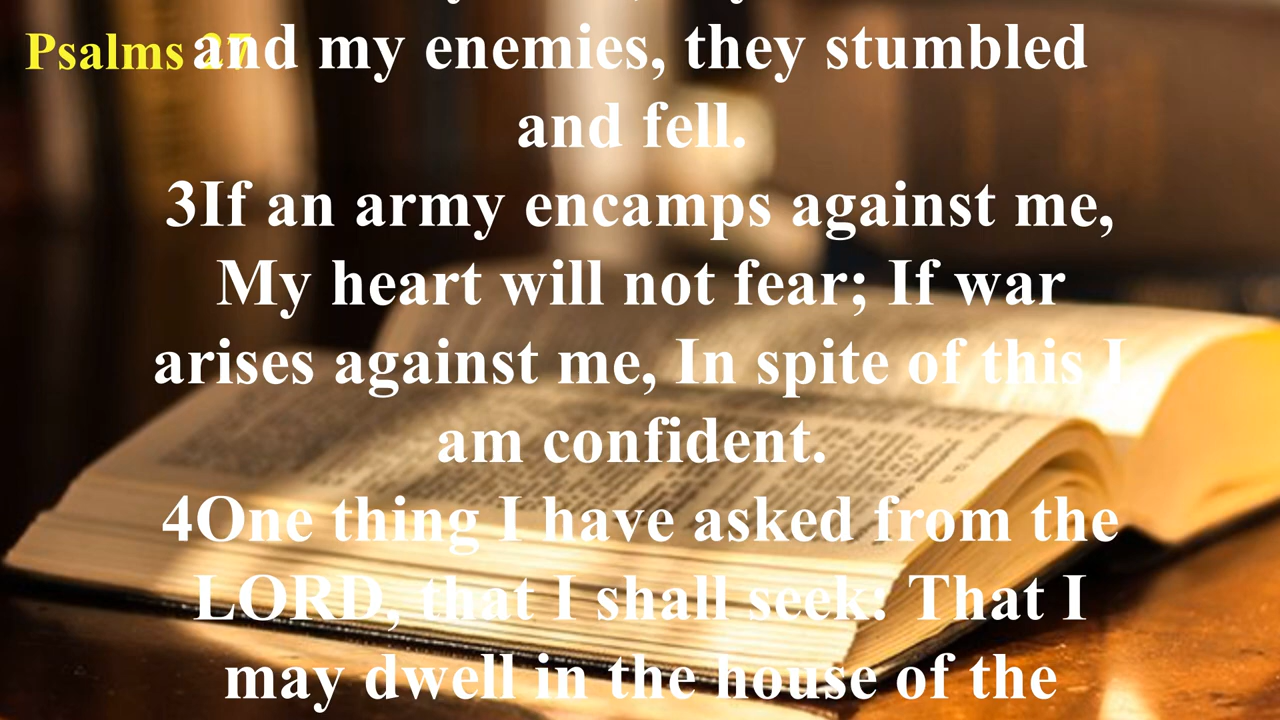 Psalms 27
and my enemies, they stumbled
and fell.
3If an army encamps against me,
My heart will not fear; If war
arises against me, In spite of this I
am confident.
4One thing I have asked from the
LORD, that I shall seek: That I
may dwell in the house of the